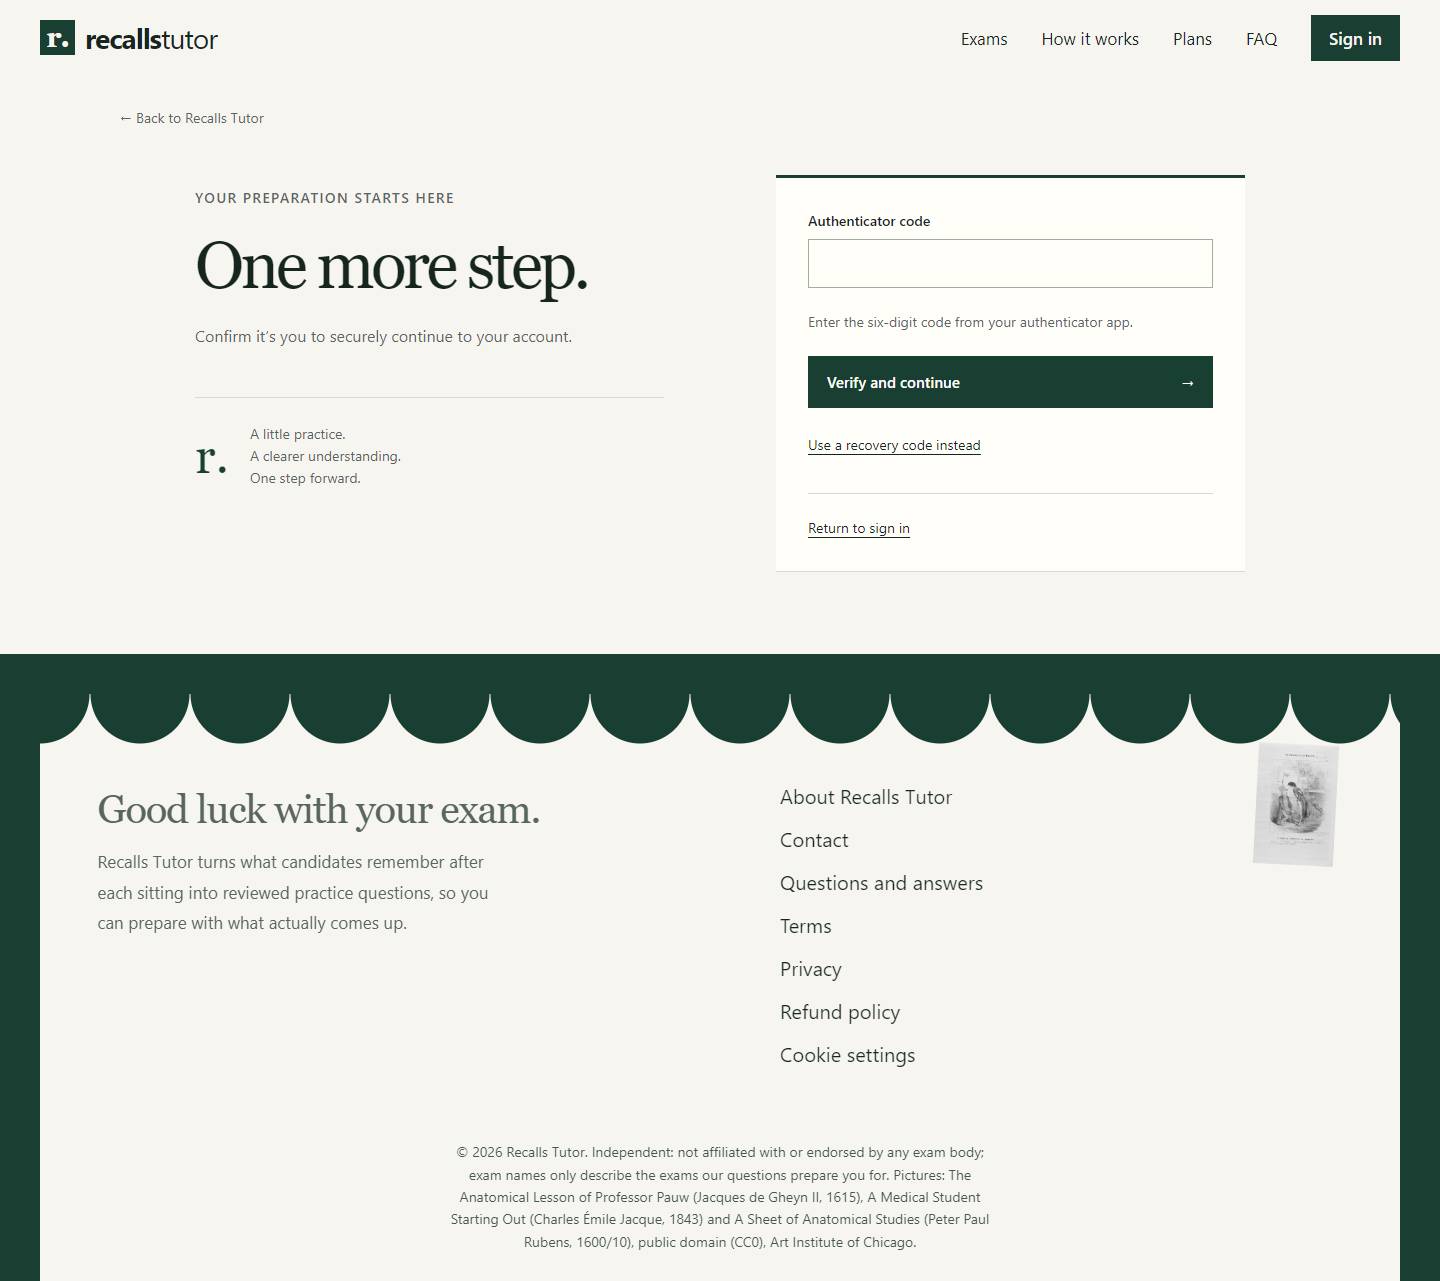 r. recallstutor
Exams
How it works
Plans
FAQ
Sign in
← Back to Recalls Tutor
YOUR PREPARATION STARTS HERE
One more step.
Confirm it’s you to securely continue to your account.
r.
A little practice.
A clearer understanding.
One step forward.
Authenticator code
Enter the six-digit code from your authenticator app.
Verify and continue →
Use a recovery code instead
Return to sign in
Good luck with your exam.
Recalls Tutor turns what candidates remember after
each sitting into reviewed practice questions, so you
can prepare with what actually comes up.
About Recalls Tutor
Contact
Questions and answers
Terms
Privacy
Refund policy
Cookie settings
© 2026 Recalls Tutor. Independent: not affiliated with or endorsed by any exam body;
exam names only describe the exams our questions prepare you for. Pictures: The
Anatomical Lesson of Professor Pauw (Jacques de Gheyn II, 1615), A Medical Student
Starting Out (Charles Émile Jacque, 1843) and A Sheet of Anatomical Studies (Peter Paul
Rubens, 1600/10), public domain (CC0), Art Institute of Chicago.